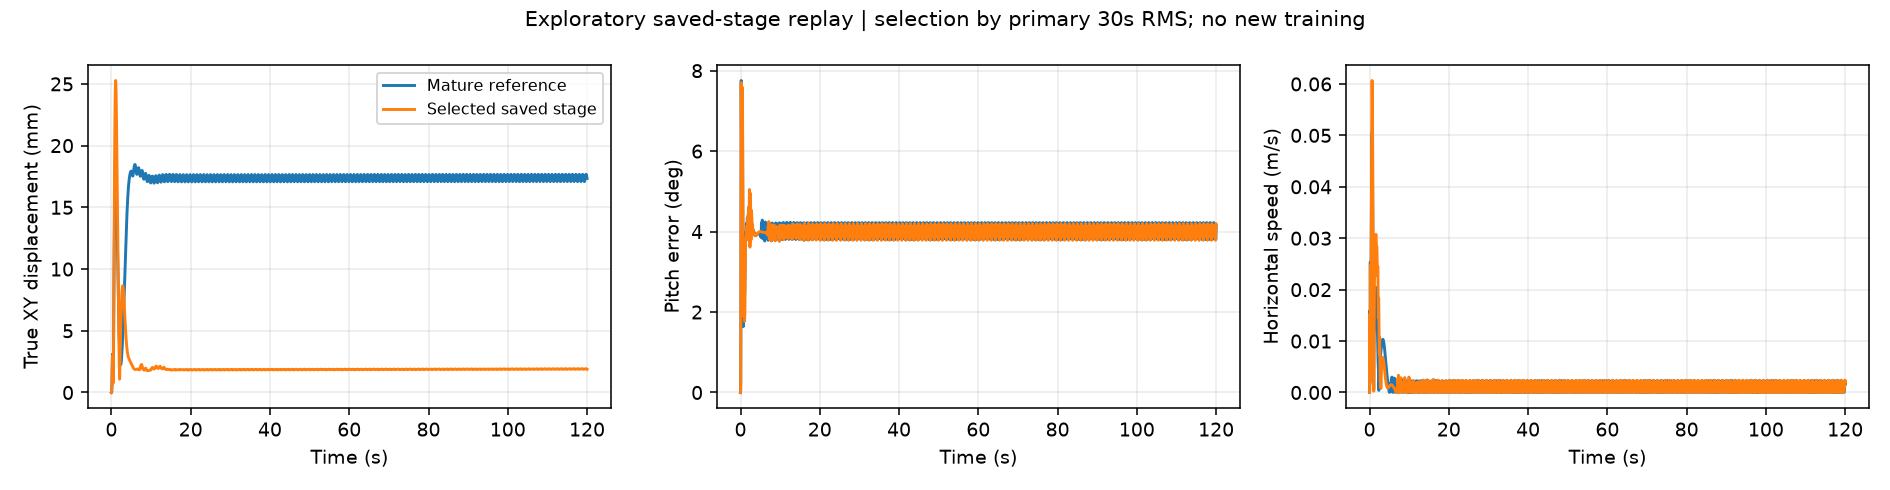 Exploratory saved-stage replay | selection by primary 30s RMS; no new training
True XY displacement (mm)
25
20
15
10
5
0
Mature reference
Selected saved stage
0 20 40 60 80 100 120
Time (s)
Pitch error (deg)
8
6
4
2
0
0 20 40 60 80 100 120
Time (s)
Horizontal speed (m/s)
0.06
0.05
0.04
0.03
0.02
0.01
0.00
0 20 40 60 80 100 120
Time (s)